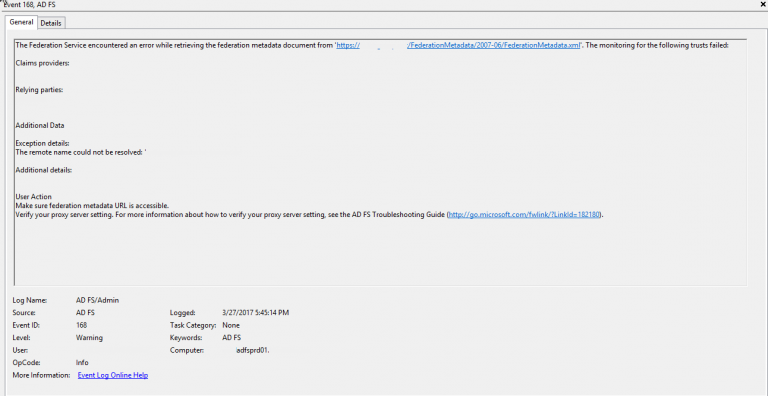 Event 168, AD FS
General Details
The Federation Service encountered an error while retrieving the federation metadata document from 'https:// /FederationMetadata/2007-06/FederationMetadata.xml'. The monitoring for the following trusts failed:
Claims providers:
Relying parties:
Additional Data
Exception details:
The remote name could not be resolved: '
Additional details:
User Action
Make sure federation metadata URL is accessible.
Verify your proxy server setting. For more information about how to verify your proxy server setting, see the AD FS Troubleshooting Guide (http://go.microsoft.com/fwlink/?LinkId=182180).
Log Name: AD FS/Admin
Source: AD FS Logged: 3/27/2017 5:45:14 PM
Event ID: 168 Task Category: None
Level: Warning Keywords: AD FS
User: Computer: adfsprd01.
OpCode: Info
More Information: Event Log Online Help